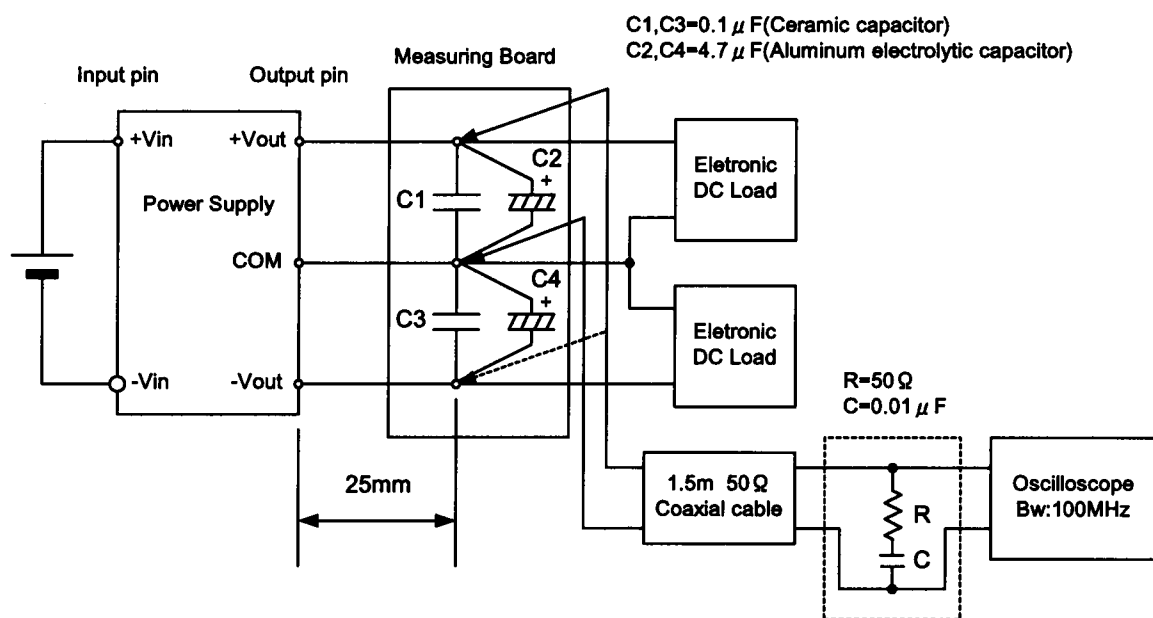 C1,C3=0.1 μ F(Ceramic capacitor)
C2,C4=4.7 μ F(Aluminum electrolytic capacitor)
Measuring Board
Input pin
Output pin
+Vin
+Vout
C2
+
Eletronic
DC Load
C1
Power Supply
COM
C4
+
C3
Eletronic
DC Load
-Vin
-Vout
R=50Ω
C=0.01 μ F
25mm
1.5m 50Ω
Coaxial cable
R
C
Oscilloscope
Bw:100MHz